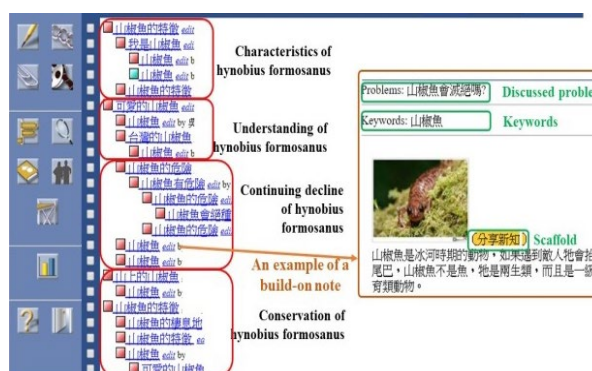 山椒魚的特徵 edit
我是山椒魚 edi
山椒魚 edit b
山椒魚 edit b
山椒魚的特徵
可愛的山椒魚 edit
山椒魚 edit by
台灣的山椒魚
山椒魚 edit b
山椒魚的危險
山椒魚有危險 edit by
山椒魚的危險 edit
山椒魚會絕種
山椒魚的危險 edit
山椒魚 edit b
山椒魚 edit b
山上的山椒魚
山椒魚 edit b
山椒魚的特徵
山椒魚的棲息地
山椒魚的特徵
山椒魚 edit by
可愛的山椒魚
Characteristics of
hynobius formosanus
Understanding of
hynobius formosanus
Continuing decline
of hynobius
formosanus
An example of a
build-on note
Conservation of
hynobius formosanus
Problems: 山椒魚會滅絕嗎? Discussed proble
Keywords: 山椒魚 Keywords
(分享新知) Scaffold
山椒魚是冰河時期的動物，如果遇到敵人牠會抬
尾巴，山椒魚不是魚，牠是兩生類，而且是一級
育類動物。